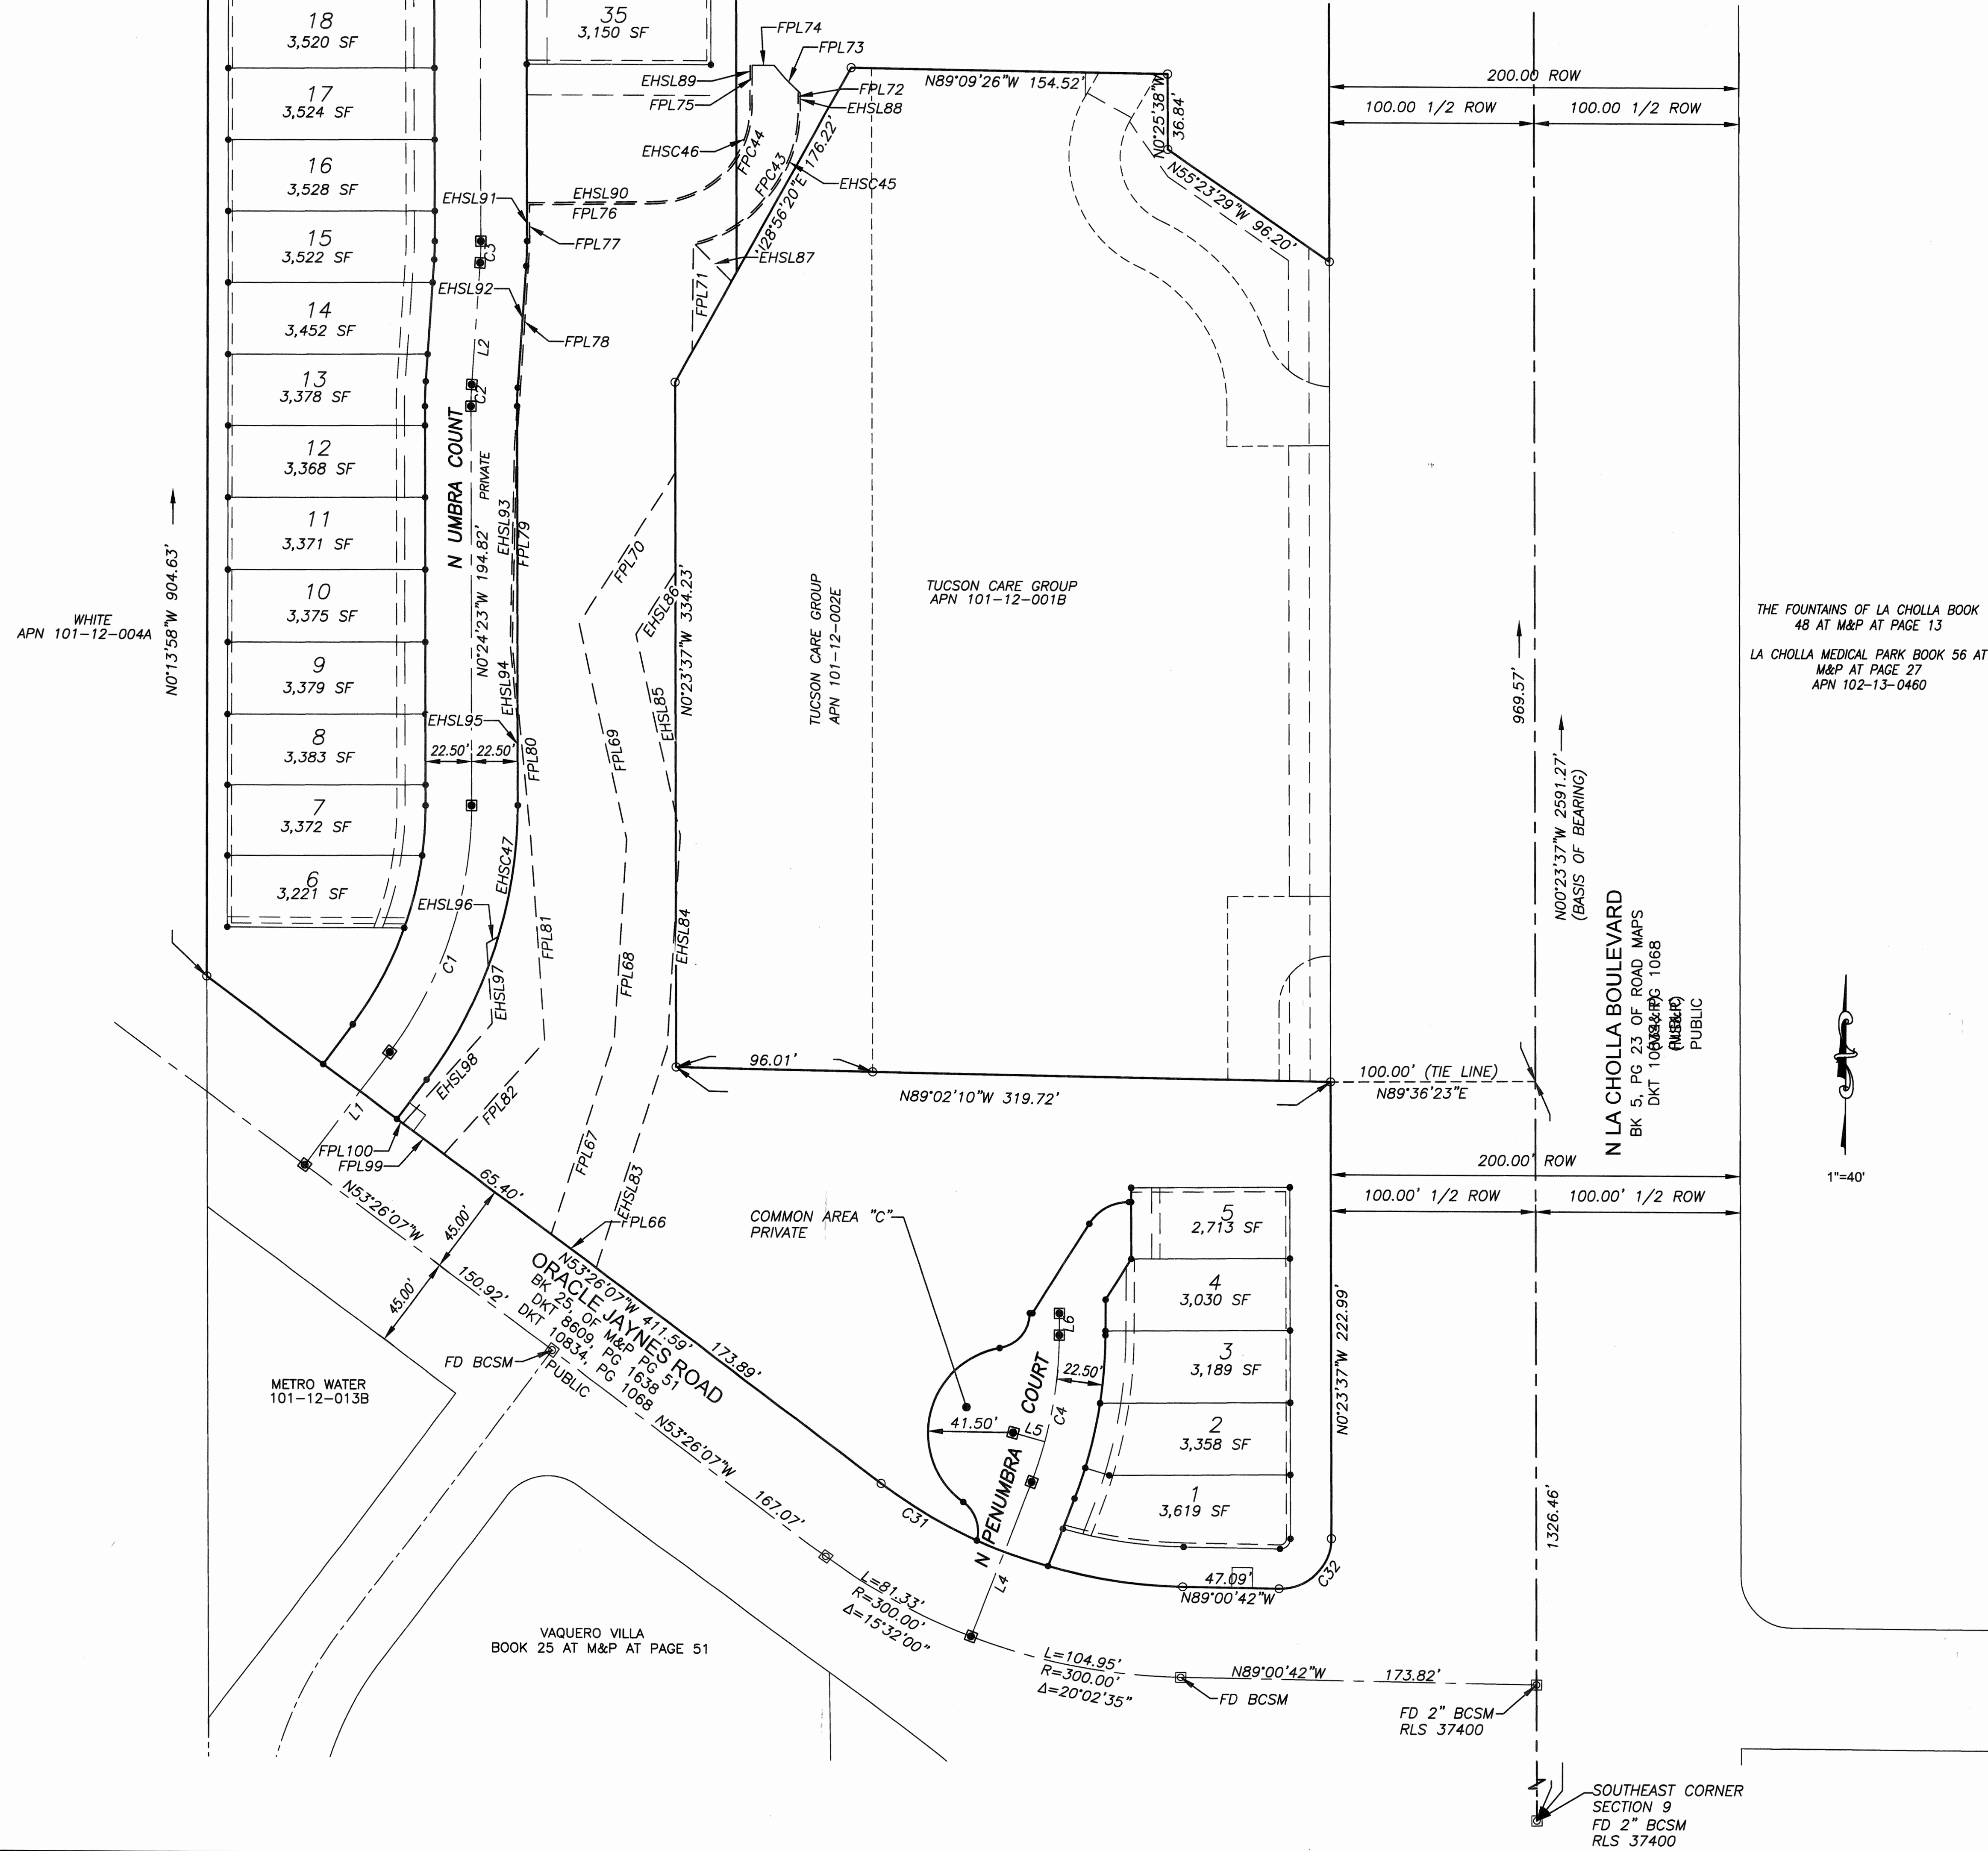 18
3,520 SF
17
3,524 SF
16
3,528 SF
15
3,522 SF
14
3,452 SF
13
3,378 SF
12
3,368 SF
11
3,371 SF
10
3,375 SF
9
3,379 SF
8
3,383 SF
7
3,372 SF
6
3,221 SF
35
3,150 SF
FPL74
FPL73
EHSL89
FPL75
FPL72
EHSL88
EHSC46
FPC44
FPC43
EHSC45
EHSL90
FPL76
EHSL91
FPL77
EHSL87
FPL71
EHSL92
FPL78
C3
L2
C2
N89°09'26"W 154.52'
N0°25'38"W
36.84'
N55°23'29"W 96.20'
N28°56'20"E 176.22'
200.00 ROW
100.00 1/2 ROW
100.00 1/2 ROW
N UMBRA COUNT
PRIVATE
N0°24'23"W 194.82'
EHSL93
FPL79
EHSL94
EHSL95
FPL80
22.50'
22.50'
EHSC47
EHSL96
EHSL97
FPL81
EHSL98
FPL82
C1
L1
FPL100
FPL99
FPL70
EHSL86
FPL69
EHSL85
FPL68
EHSL84
FPL67
EHSL83
FPL66
N0°23'37"W 334.23'
TUCSON CARE GROUP
APN 101-12-002E
TUCSON CARE GROUP
APN 101-12-001B
WHITE
APN 101-12-004A
N0°13'58"W 904.63'
THE FOUNTAINS OF LA CHOLLA BOOK
48 AT M&P AT PAGE 13
LA CHOLLA MEDICAL PARK BOOK 56 AT
M&P AT PAGE 27
APN 102-13-0460
969.57'
N00°23'37"W 2591.27'
(BASIS OF BEARING)
N LA CHOLLA BOULEVARD
BK 5, PG 23 OF ROAD MAPS
DKT 10834, PG 1068
PUBLIC
96.01'
N89°02'10"W 319.72'
100.00' (TIE LINE)
N89°36'23"E
200.00' ROW
100.00' 1/2 ROW
100.00' 1/2 ROW
1"=40'
65.40'
N53°26'07"W
45.00'
45.00'
150.92'
N53°26'07"W 411.59'
173.89'
ORACLE JAYNES ROAD
BK 25, OF M&P PG 51
DKT 8609, PG 1638
DKT 10834, PG 1068
PUBLIC
FD BCSM
N53°26'07"W
167.07'
METRO WATER
101-12-013B
VAQUERO VILLA
BOOK 25 AT M&P AT PAGE 51
COMMON AREA "C"
PRIVATE
5
2,713 SF
4
3,030 SF
3
3,189 SF
2
3,358 SF
1
3,619 SF
L6
22.50'
C4
L5
41.50'
N PENUMBRA COURT
L4
C31
C32
47.09'
N89°00'42"W
N0°23'37"W 222.99'
1326.46'
L=81.33'
R=300.00'
Δ=15°32'00"
L=104.95'
R=300.00'
Δ=20°02'35"
N89°00'42"W 173.82'
FD BCSM
FD 2" BCSM
RLS 37400
SOUTHEAST CORNER
SECTION 9
FD 2" BCSM
RLS 37400